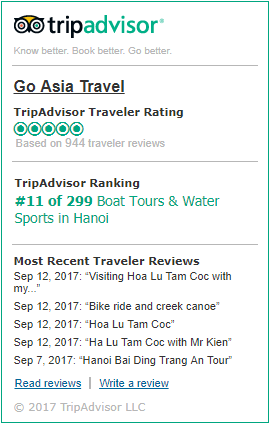 tripadvisor®
Know better. Book better. Go better.
Go Asia Travel
TripAdvisor Traveler Rating
Based on 944 traveler reviews
TripAdvisor Ranking
#11 of 299 Boat Tours & Water
Sports in Hanoi
Most Recent Traveler Reviews
Sep 12, 2017: “Visiting Hoa Lu Tam Coc with
my...”
Sep 12, 2017: “Bike ride and creek canoe”
Sep 12, 2017: “Hoa Lu Tam Coc”
Sep 12, 2017: “Ha Lu Tam Coc with Mr Kien”
Sep 7, 2017: “Hanoi Bai Ding Trang An Tour”
Read reviews | Write a review
© 2017 TripAdvisor LLC